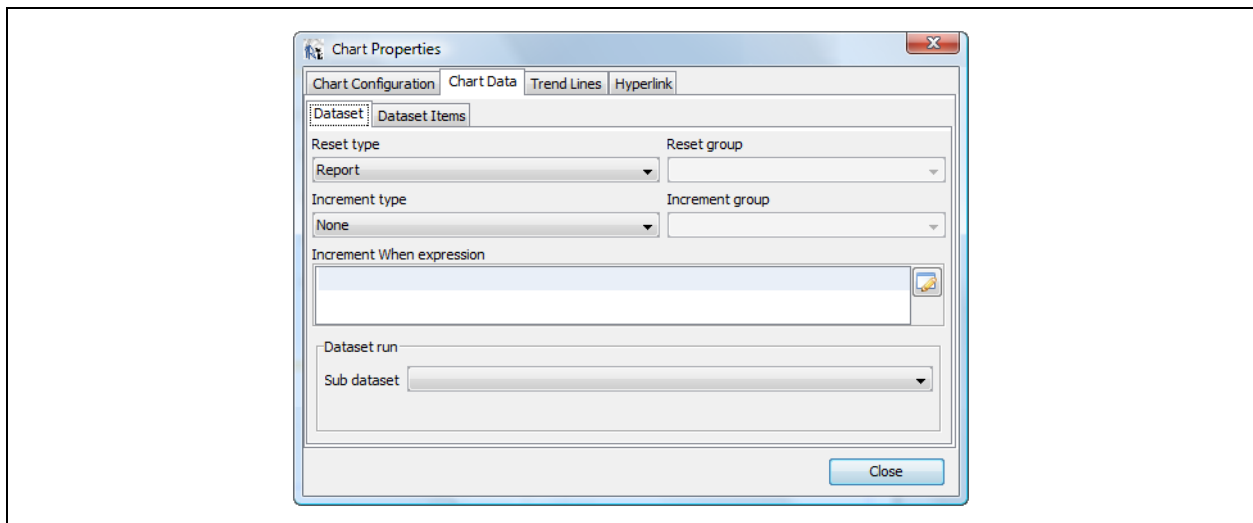 Chart Properties
Chart Configuration Chart Data Trend Lines Hyperlink
Dataset Dataset Items
Reset type Reset group
Report
Increment type Increment group
None
Increment When expression
Dataset run
Sub dataset
Close